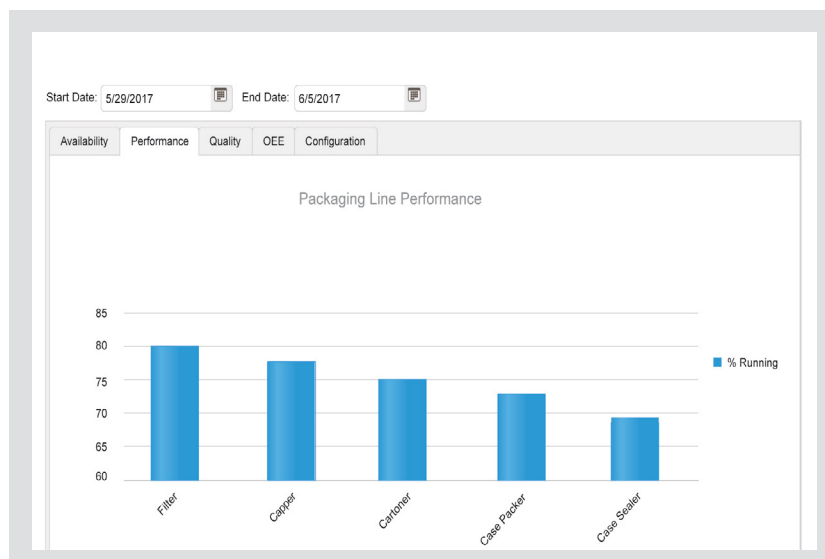 Start Date: 5/29/2017 End Date: 6/5/2017
Availability Performance Quality OEE Configuration
Packaging Line Performance
85
80
75
70
65
60
% Running
Filter Capper Cartoner Case Packer Case Sealer